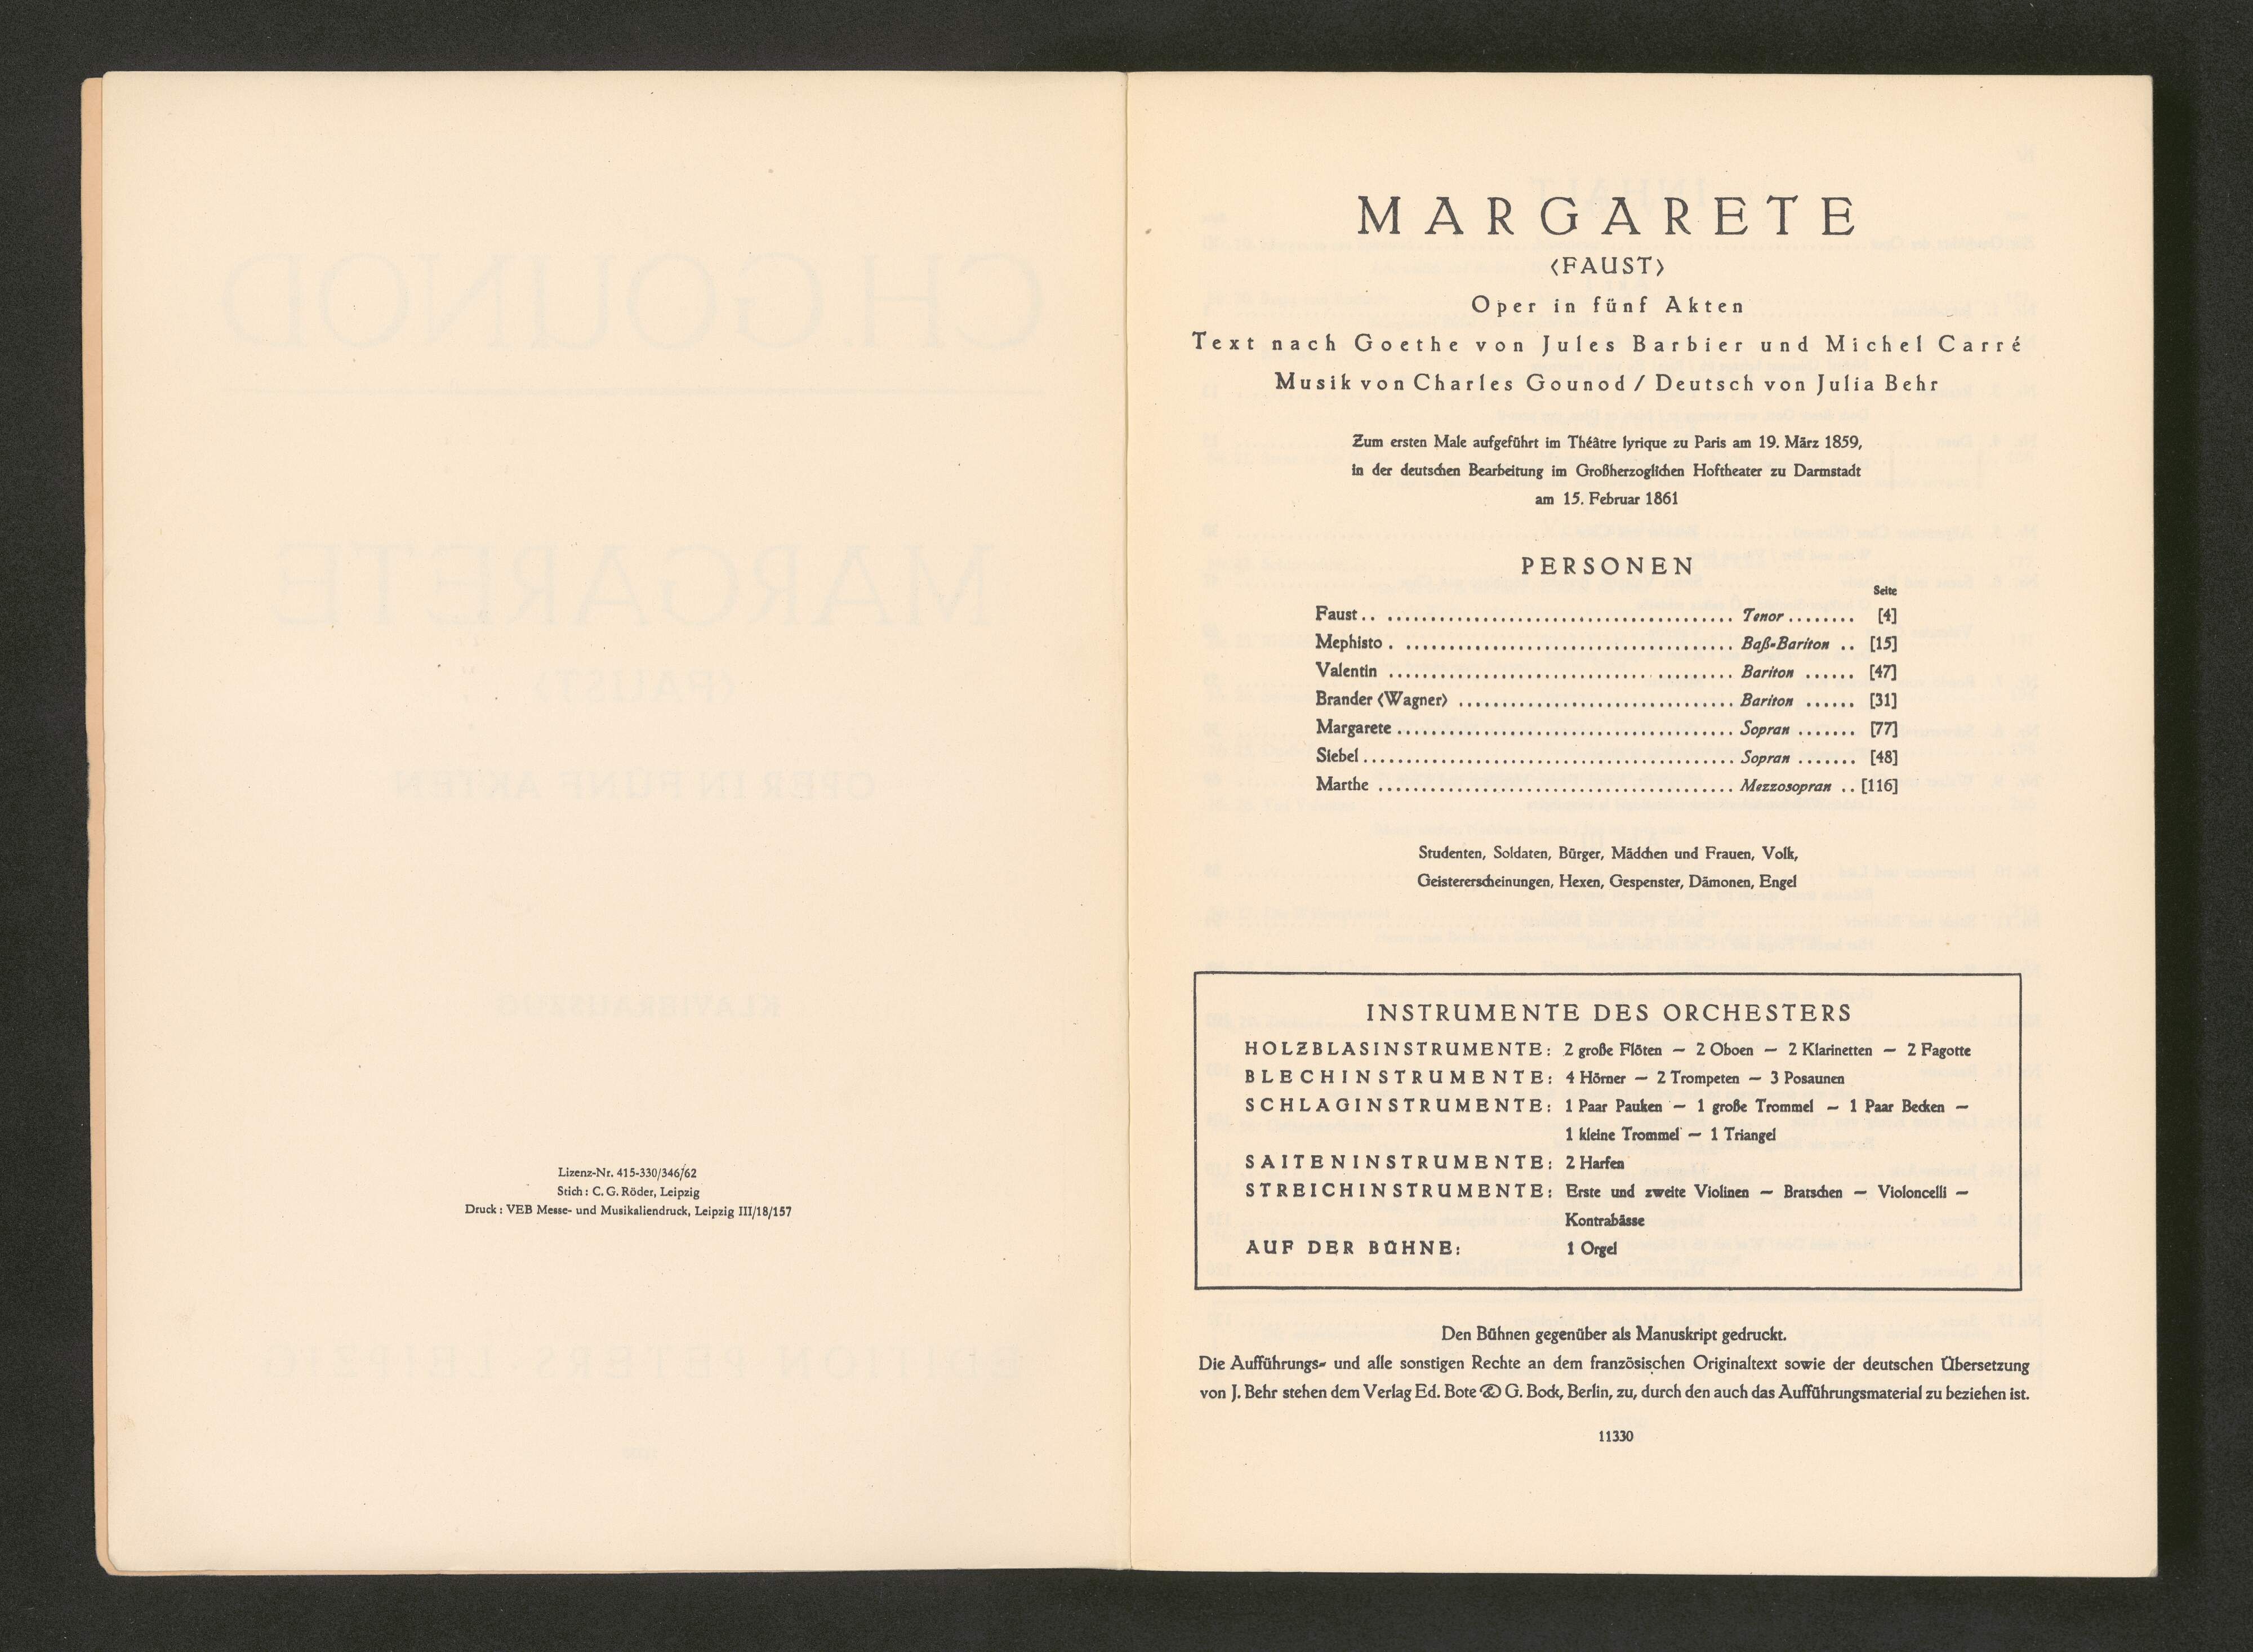 Lizenz-Nr. 415-330/346/62
Stich: C. G. Röder, Leipzig
Druck: VEB Messe- und Musikaliendruck, Leipzig III/18/157
MARGARETE
‹FAUST›
Oper in fünf Akten
Text nach Goethe von Jules Barbier und Michel Carré
Musik von Charles Gounod / Deutsch von Julia Behr
Zum ersten Male aufgeführt im Théâtre lyrique zu Paris am 19. März 1859,
in der deutschen Bearbeitung im Großherzoglichen Hoftheater zu Darmstadt
am 15. Februar 1861
PERSONEN
Seite
Faust .. ........................................ Tenor ........ [4]
Mephisto . ...................................... Baß-Bariton .. [15]
Valentin ........................................ Bariton ...... [47]
Brander ‹Wagner› ................................ Bariton ...... [31]
Margarete ....................................... Sopran ....... [77]
Siebel .......................................... Sopran ....... [48]
Marthe .......................................... Mezzosopran .. [116]
Studenten, Soldaten, Bürger, Mädchen und Frauen, Volk,
Geistererscheinungen, Hexen, Gespenster, Dämonen, Engel
INSTRUMENTE DES ORCHESTERS
HOLZBLASINSTRUMENTE: 2 große Flöten — 2 Oboen — 2 Klarinetten — 2 Fagotte
BLECHINSTRUMENTE: 4 Hörner — 2 Trompeten — 3 Posaunen
SCHLAGINSTRUMENTE: 1 Paar Pauken — 1 große Trommel — 1 Paar Becken —
1 kleine Trommel — 1 Triangel
SAITENINSTRUMENTE: 2 Harfen
STREICHINSTRUMENTE: Erste und zweite Violinen — Bratschen — Violoncelli —
Kontrabässe
AUF DER BÜHNE: 1 Orgel
Den Bühnen gegenüber als Manuskript gedruckt.
Die Aufführungs- und alle sonstigen Rechte an dem französischen Originaltext sowie der deutschen Übersetzung
von J. Behr stehen dem Verlag Ed. Bote & G. Bock, Berlin, zu, durch den auch das Aufführungsmaterial zu beziehen ist.
11330